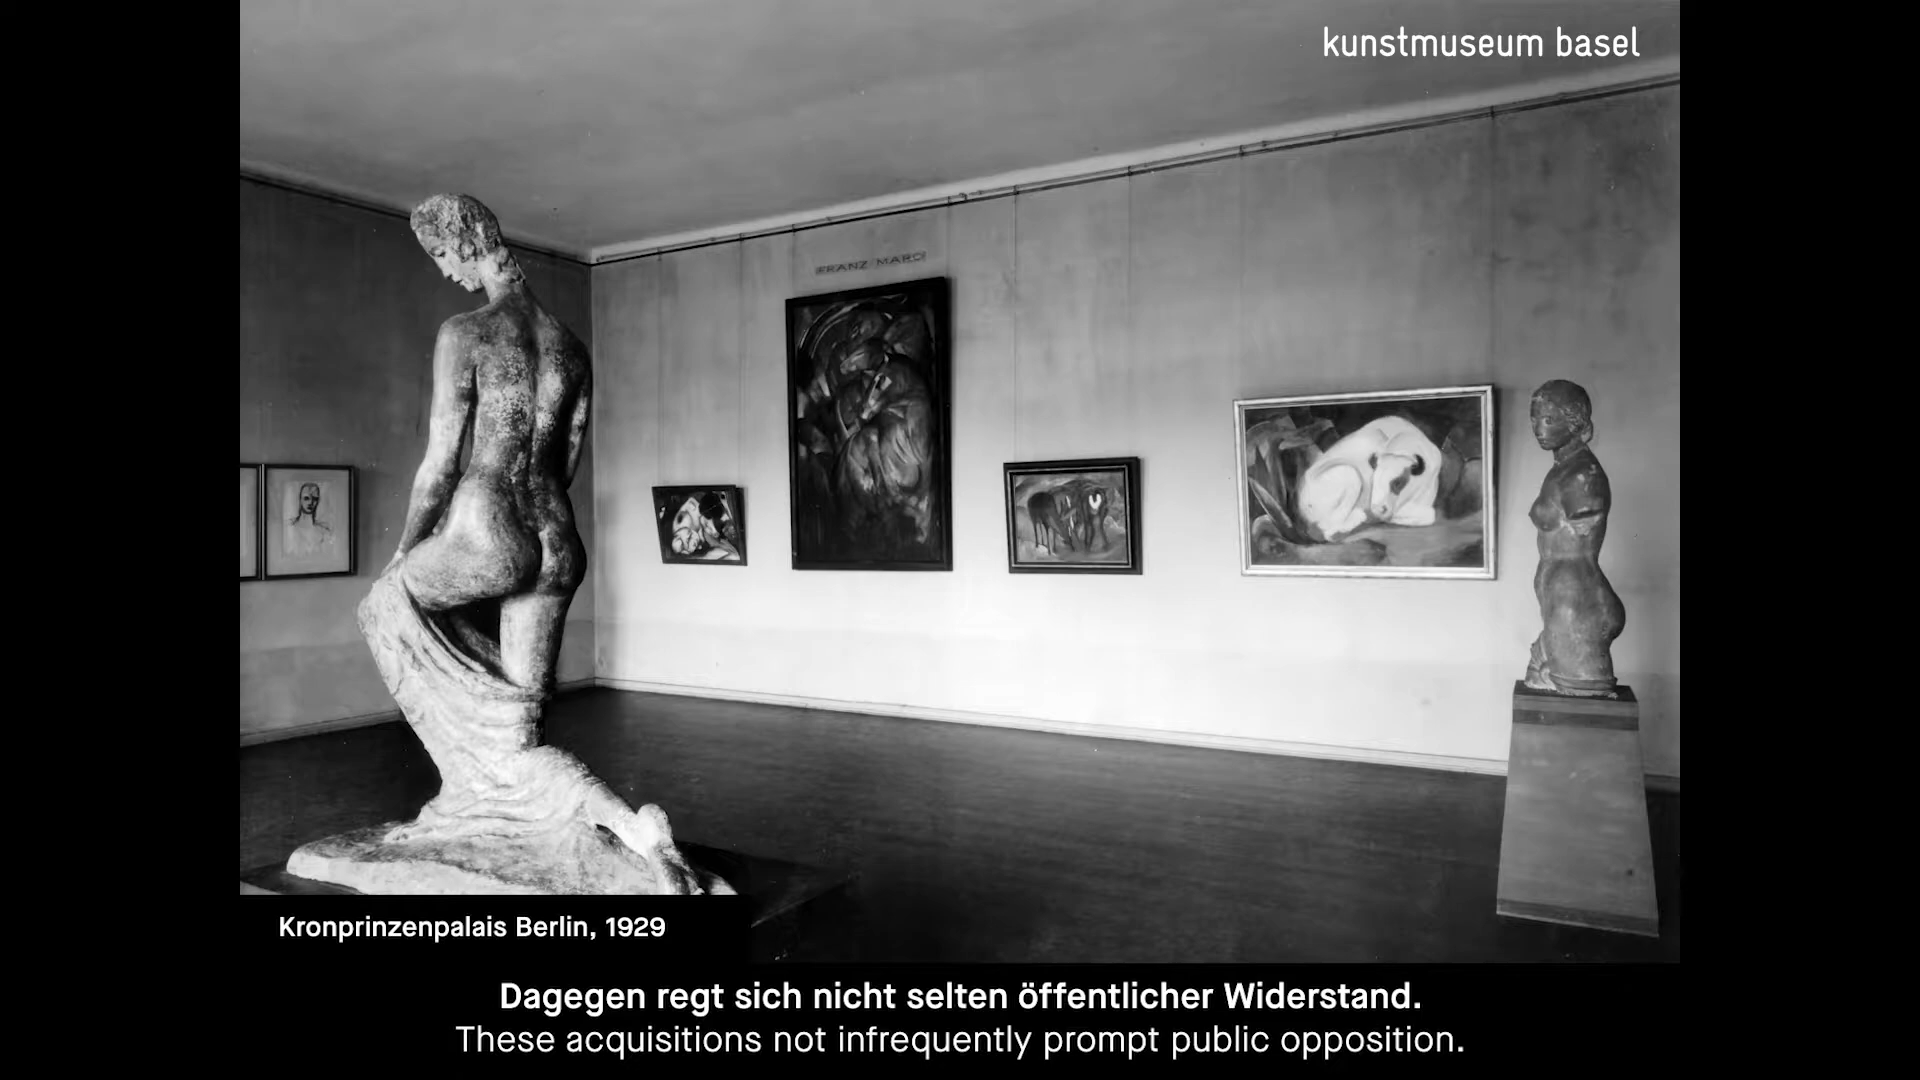 kunstmuseum basel
FRANZ MARC
Kronprinzenpalais Berlin, 1929
Dagegen regt sich nicht selten öffentlicher Widerstand.
These acquisitions not infrequently prompt public opposition.